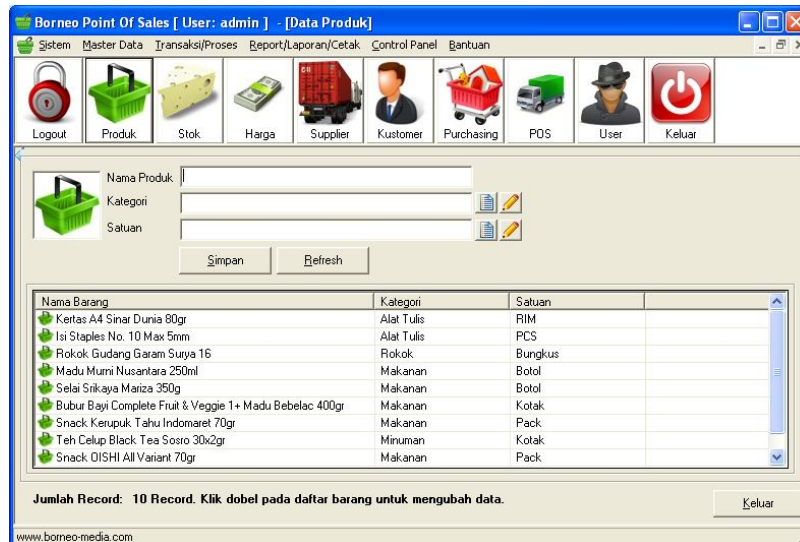 Borneo Point Of Sales [ User: admin ] - [Data Produk]
Sistem Master Data Transaksi/Proses Report/Laporan/Cetak Control Panel Bantuan
Logout Produk Stok Harga Supplier Kustomer Purchasing POS User Keluar
Nama Produk
Kategori
Satuan
Simpan Refresh
Nama Barang Kategori Satuan
Kertas A4 Sinar Dunia 80gr Alat Tulis RIM
Isi Staples No. 10 Max 5mm Alat Tulis PCS
Rokok Gudang Garam Surya 16 Rokok Bungkus
Madu Murni Nusantara 250ml Makanan Botol
Selai Srikaya Mariza 350g Makanan Botol
Bubur Bayi Complete Fruit & Veggie 1+ Madu Bebelac 400gr Makanan Kotak
Snack Kerupuk Tahu Indomaret 70gr Makanan Pack
Teh Celup Black Tea Sosro 30x2gr Minuman Kotak
Snack OISHI All Variant 70gr Makanan Pack
Jumlah Record: 10 Record. Klik dobel pada daftar barang untuk mengubah data.
Keluar
www.borneo-media.com